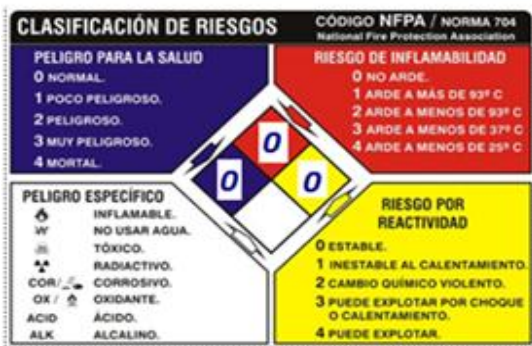 CLASIFICACIÓN DE RIESGOS
CÓDIGO NFPA / NORMA 704
National Fire Protection Association
PELIGRO PARA LA SALUD
0 NORMAL.
1 POCO PELIGROSO.
2 PELIGROSO.
3 MUY PELIGROSO.
4 MORTAL.
RIESGO DE INFLAMABILIDAD
0 NO ARDE.
1 ARDE A MÁS DE 93º C
2 ARDE A MENOS DE 93º C
3 ARDE A MENOS DE 37º C
4 ARDE A MENOS DE 25º C
0
0
0
PELIGRO ESPECÍFICO
INFLAMABLE.
W NO USAR AGUA.
TÓXICO.
RADIACTIVO.
COR/ CORROSIVO.
OX / OXIDANTE.
ACID ÁCIDO.
ALK ALCALINO.
RIESGO POR
REACTIVIDAD
0 ESTABLE.
1 INESTABLE AL CALENTAMIENTO.
2 CAMBIO QUÍMICO VIOLENTO.
3 PUEDE EXPLOTAR POR CHOQUE
O CALENTAMIENTO.
4 PUEDE EXPLOTAR.